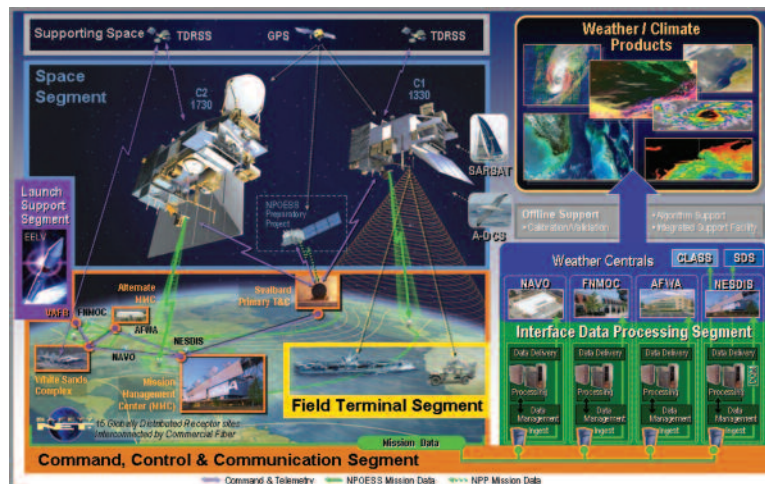 Supporting Space
TDRSS
GPS
TDRSS
Weather / Climate
Products
Space
Segment
C2
1730
C1
1330
SARSAT
A-DCS
NPOESS
Preparatory
Project
Launch
Support
Segment
EELV
Offline Support
• Calibration/Validation
• Algorithm Support
• Integrated Support Facility
Weather Centrals
CLASS
SDS
NAVO
FNMOC
AFWA
NESDIS
Interface Data Processing Segment
Data Delivery
Processing
Data
Management
Ingest
Data Delivery
Processing
Data
Management
Ingest
Data Delivery
Processing
Data
Management
Ingest
Data Delivery
Processing
Data
Management
Ingest
Alternate
MMC
Svalbard
Primary T&C
VAFB
FNMOC
AFWA
NAVO
NESDIS
White Sands
Complex
Mission
Management
Center (MMC)
Field Terminal Segment
NET
15 Globally Distributed Receptor sites
Interconnected by Commercial Fiber
Mission Data
Command, Control & Communication Segment
Command & Telemetry
NPOESS Mission Data
NPP Mission Data